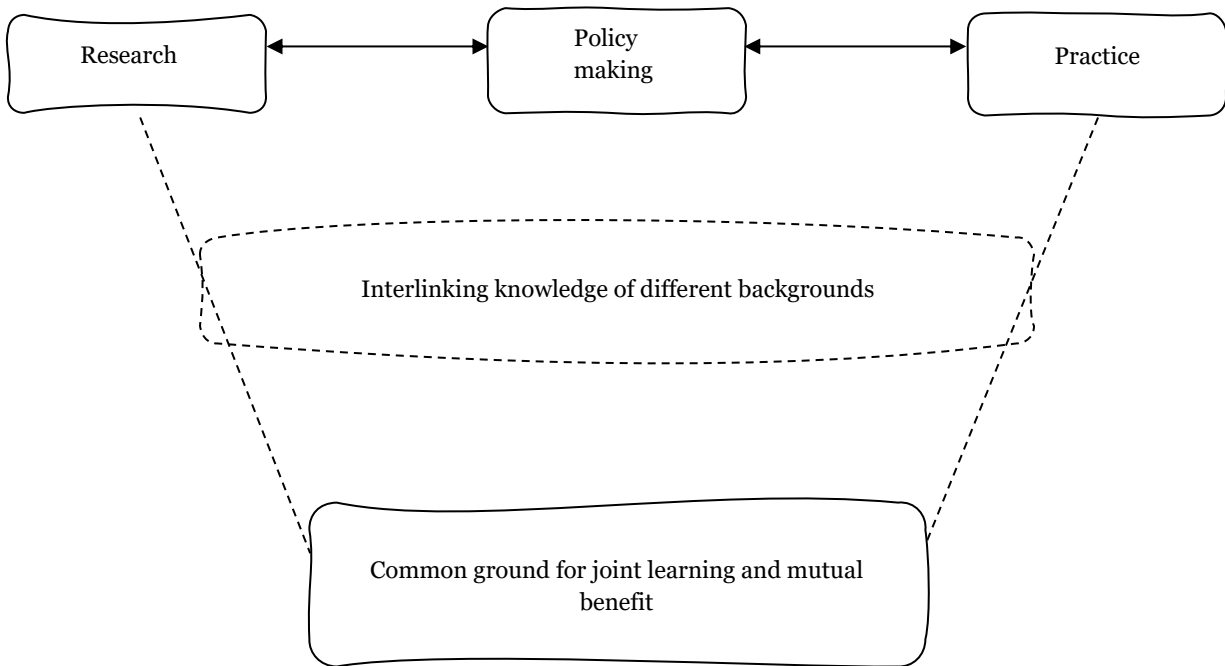 Research
Policy
making
Practice
Interlinking knowledge of different backgrounds
Common ground for joint learning and mutual
benefit